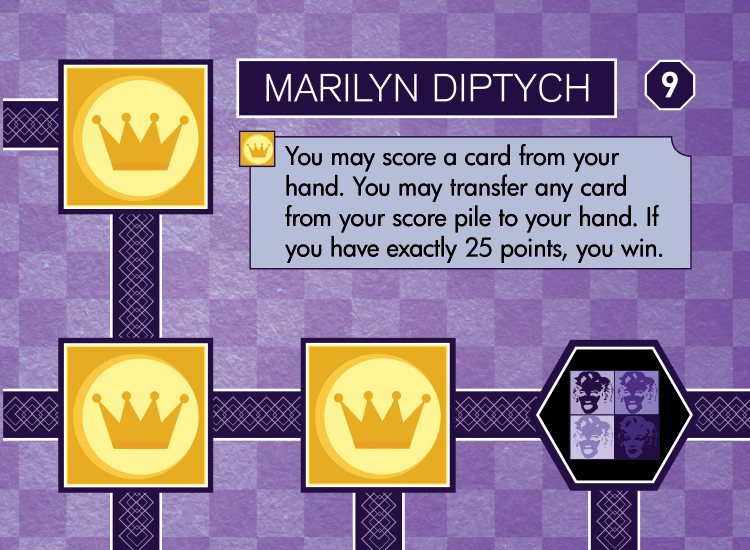 MARILYN DIPTYCH
9
You may score a card from your
hand. You may transfer any card
from your score pile to your hand. If
you have exactly 25 points, you win.